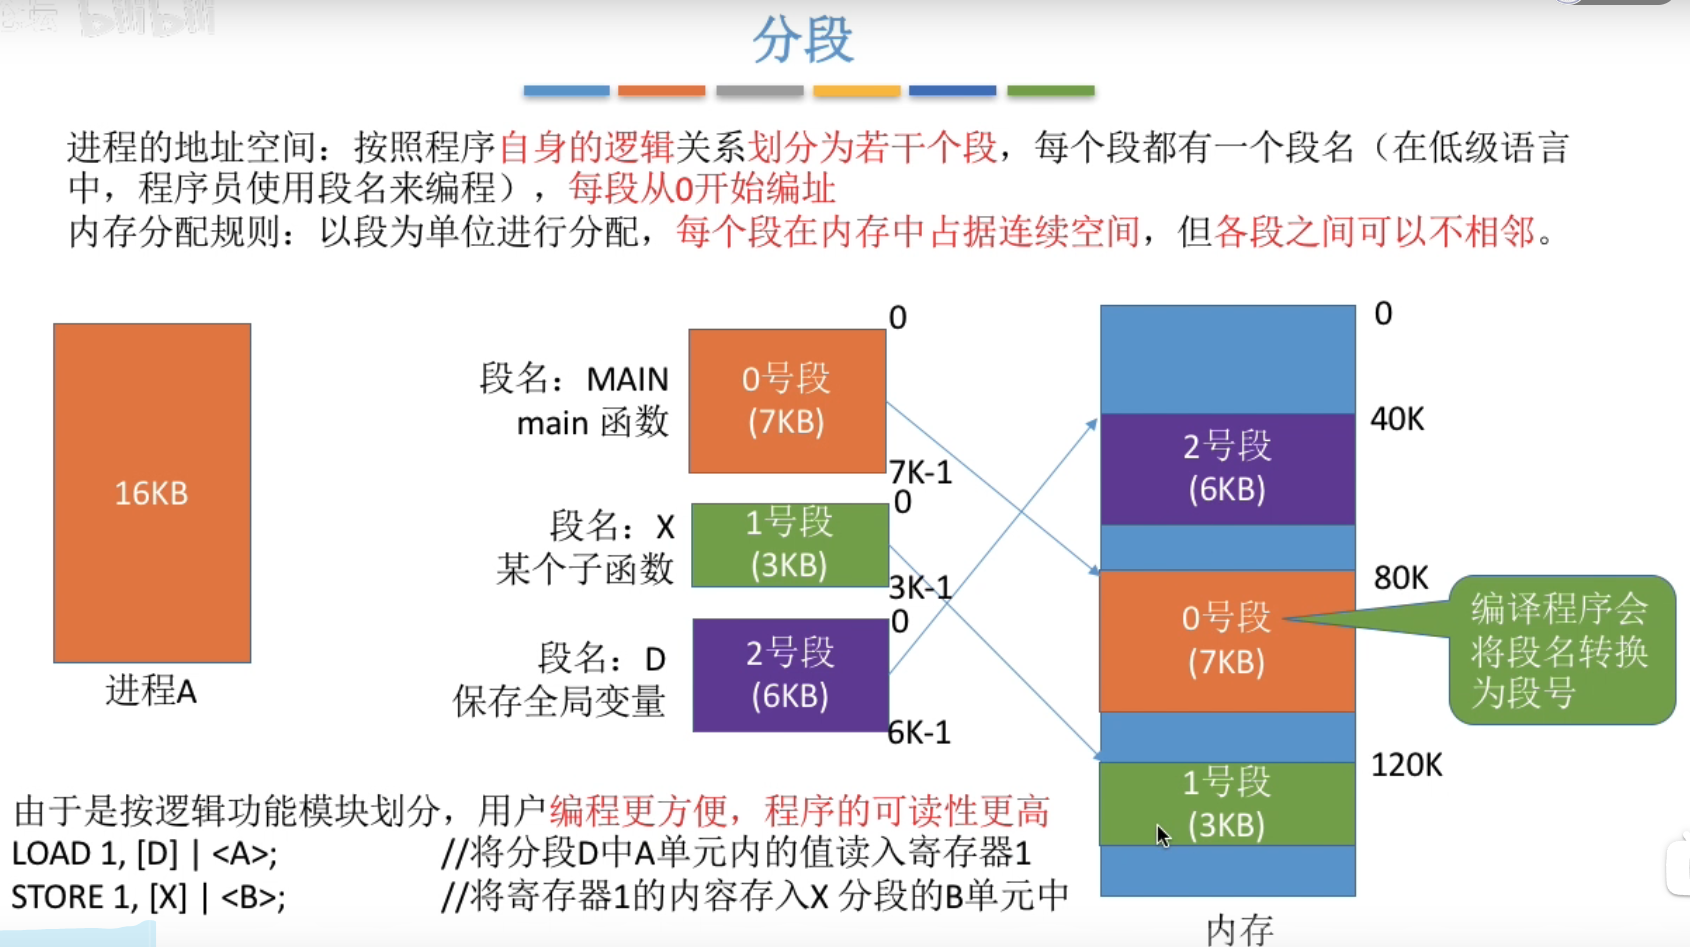 bilibili
分段
进程的地址空间：按照程序自身的逻辑关系划分为若干个段，每个段都有一个段名（在低级语言
中，程序员使用段名来编程），每段从0开始编址
内存分配规则：以段为单位进行分配，每个段在内存中占据连续空间，但各段之间可以不相邻。
16KB
进程A
段名：MAIN
main 函数
0号段
(7KB)
0
7K-1
段名：X
某个子函数
1号段
(3KB)
0
3K-1
段名：D
保存全局变量
2号段
(6KB)
0
6K-1
0
40K
2号段
(6KB)
80K
0号段
(7KB)
120K
1号段
(3KB)
内存
编译程序会
将段名转换
为段号
由于是按逻辑功能模块划分，用户编程更方便，程序的可读性更高
LOAD 1, [D] | <A>; //将分段D中A单元内的值读入寄存器1
STORE 1, [X] | <B>; //将寄存器1的内容存入X 分段的B单元中